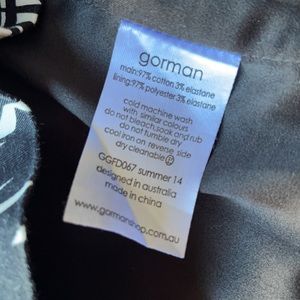 gorman
main:97% cotton 3% elastane
lining:97% polyester 3% elastane
cold machine wash
with similar colours
do not bleach,soak and rub
do not tumble dry
cool iron on reverse side
dry cleanable Ⓟ
GGFD067 summer 14
designed in australia
made in china
www.gormanshop.com.au